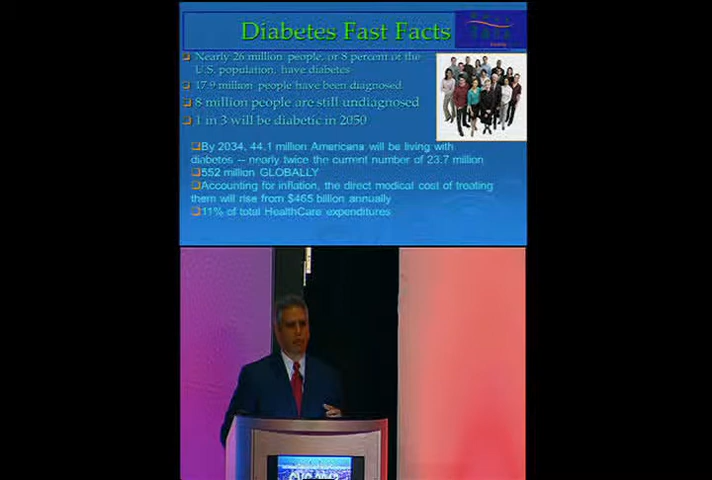 Diabetes Fast Facts
Nearly 26 million people, or 8 percent of the
U.S. population, have diabetes
17.9 million people have been diagnosed
8 million people are still undiagnosed
1 in 3 will be diabetic in 2050
By 2034, 44.1 million Americans will be living with
diabetes – nearly twice the current number of 23.7 million
552 million GLOBALLY
Accounting for inflation, the direct medical cost of treating
them will rise from $465 billion annually
11% of total HealthCare expenditures